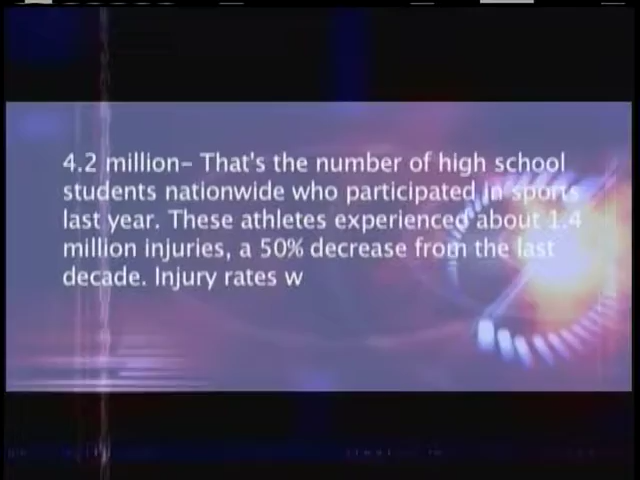 4.2 million– That's the number of high school
students nationwide who participated in sports
last year. These athletes experienced about 1.4
million injuries, a 50% decrease from the last
decade. Injury rates w